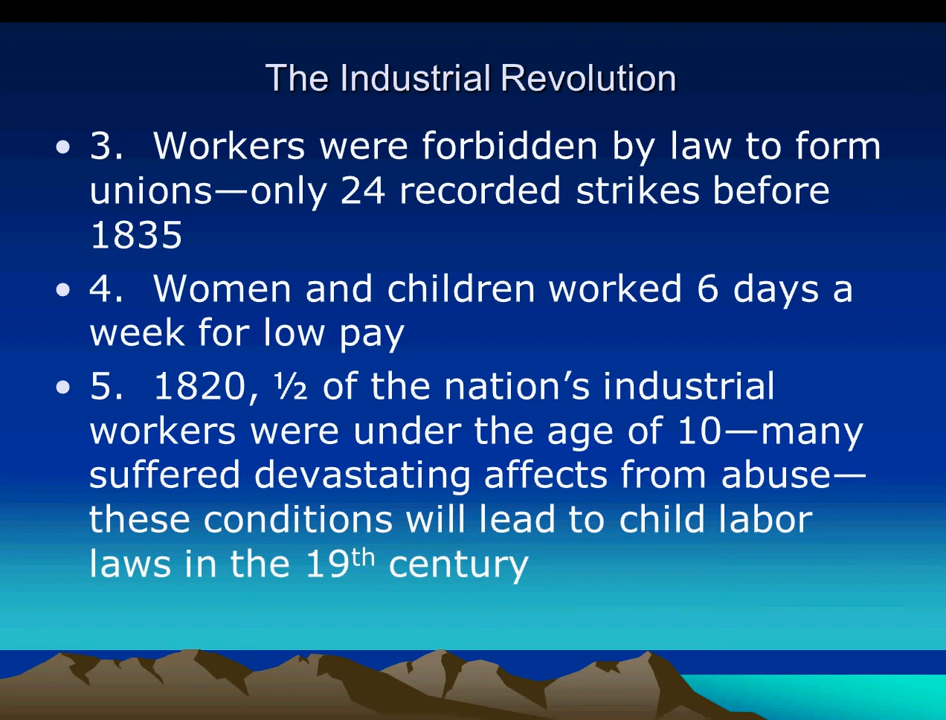 The Industrial Revolution
• 3. Workers were forbidden by law to form
unions—only 24 recorded strikes before
1835
• 4. Women and children worked 6 days a
week for low pay
• 5. 1820, ½ of the nation’s industrial
workers were under the age of 10—many
suffered devastating affects from abuse—
these conditions will lead to child labor
laws in the 19th century